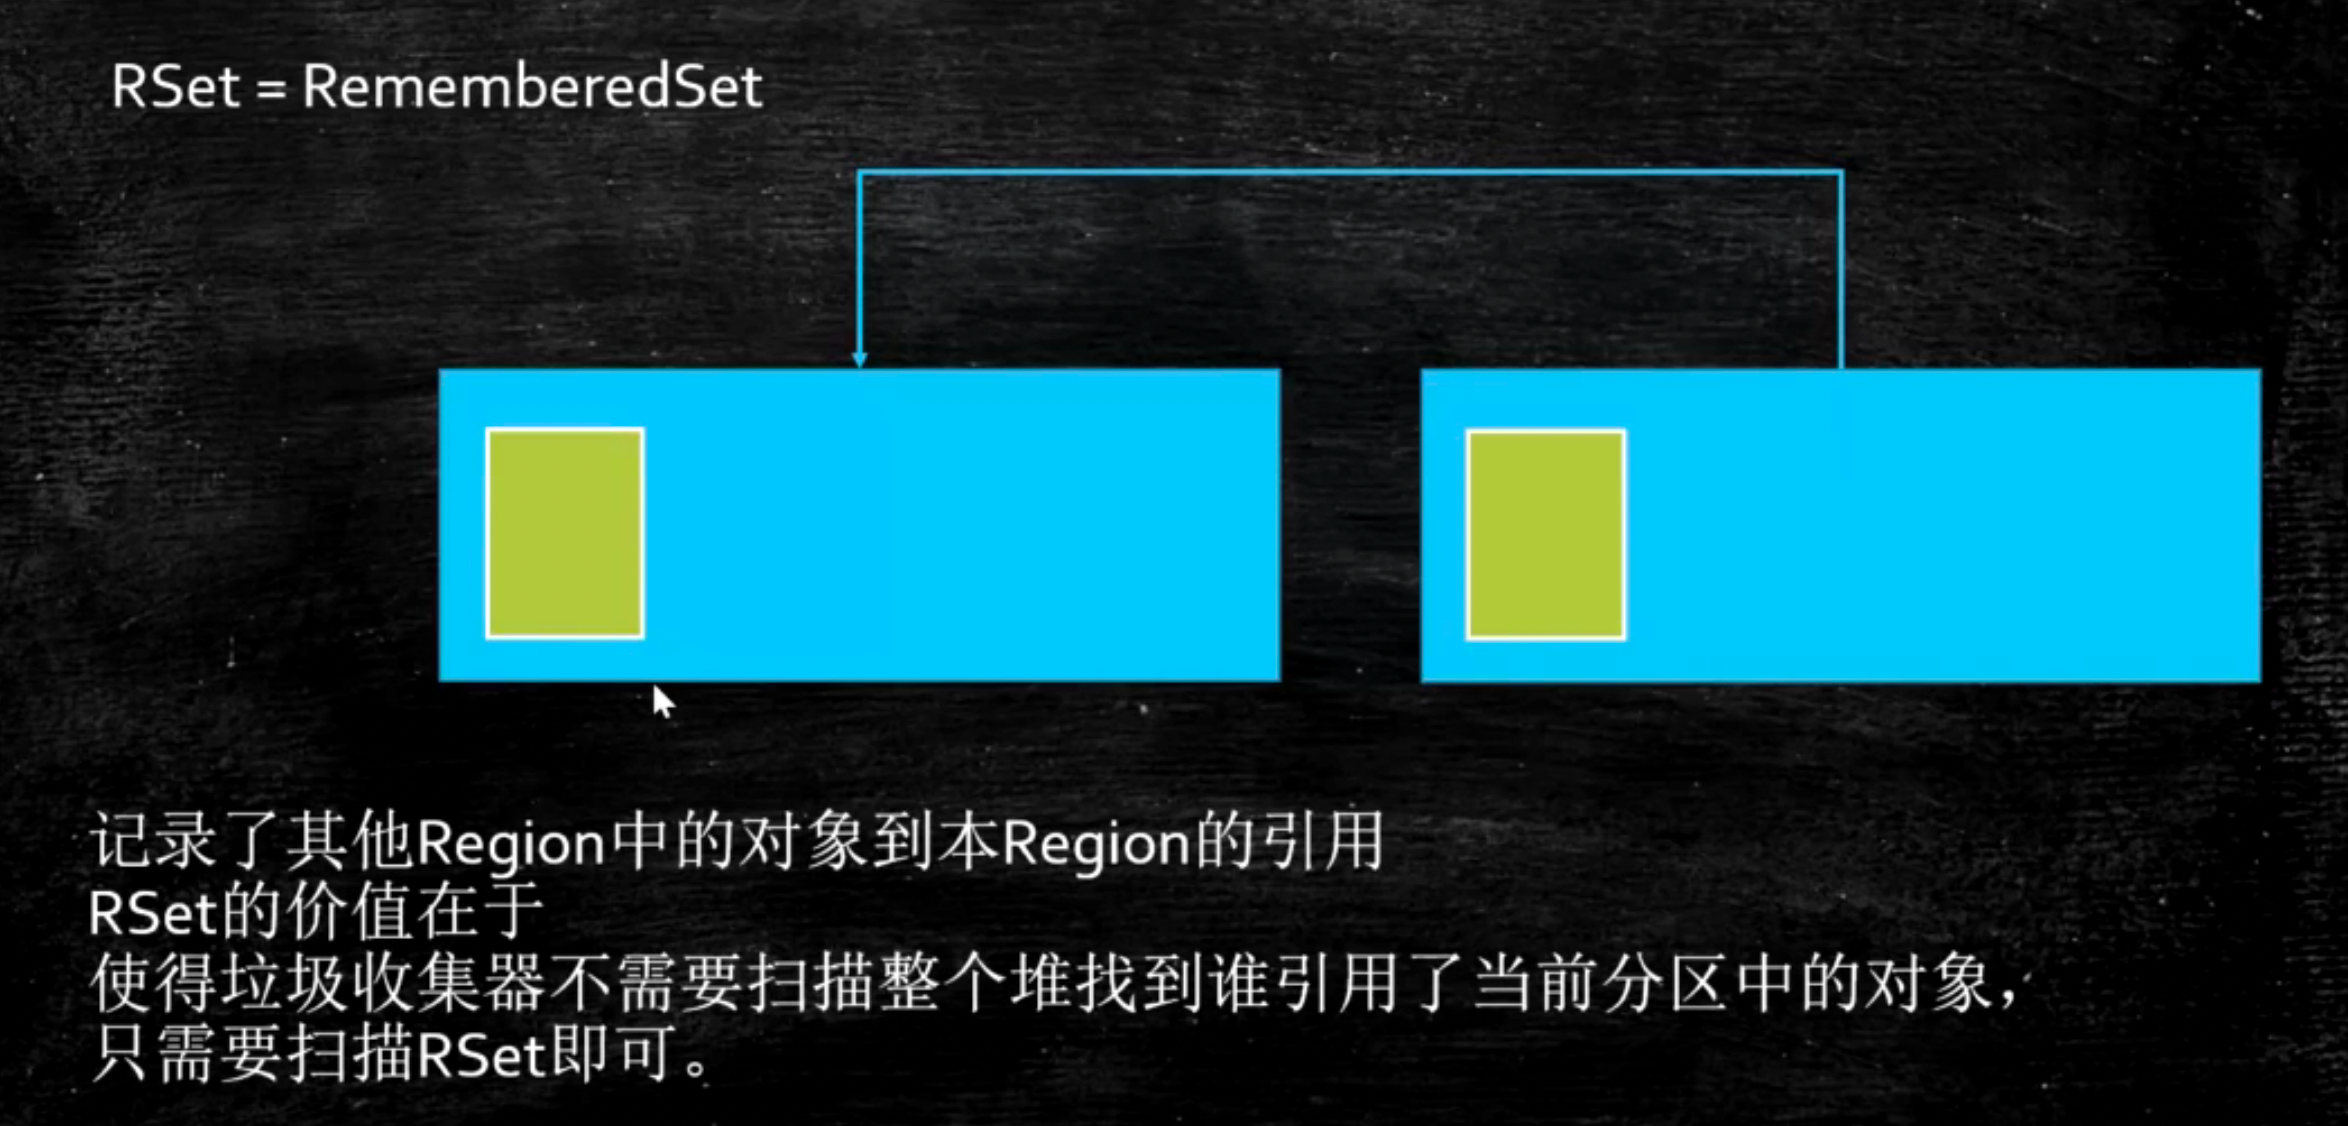 RSet = RememberedSet
记录了其他Region中的对象到本Region的引用
RSet的价值在于
使得垃圾收集器不需要扫描整个堆找到谁引用了当前分区中的对象，
只需要扫描RSet即可。